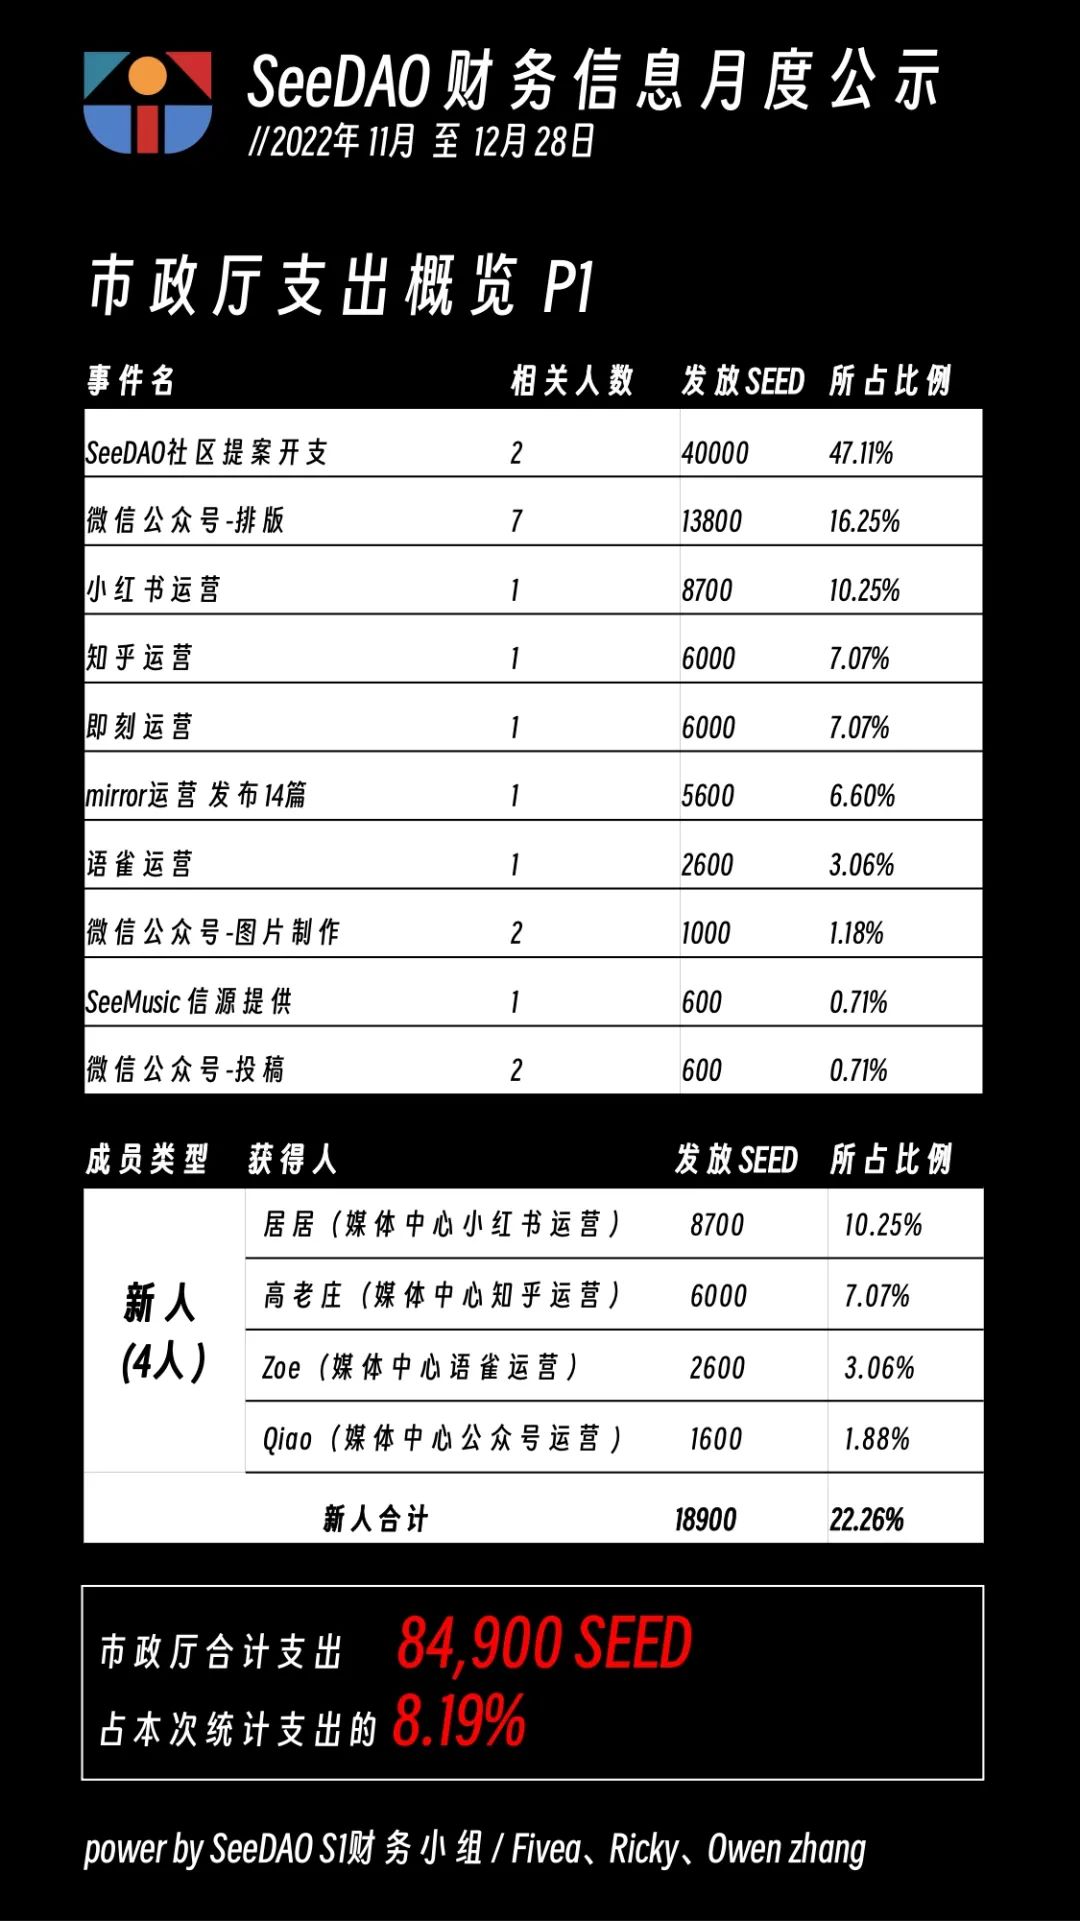 SeeDAO 财务信息月度公示
//2022年 11月 至 12月 28日
市政厅支出概览 P1
事件名 相关人数 发放SEED 所占比例
SeeDAO社区提案开支 2 40000 47.11%
微信公众号-排版 7 13800 16.25%
小红书运营 1 8700 10.25%
知乎运营 1 6000 7.07%
即刻运营 1 6000 7.07%
mirror运营 发布14篇 1 5600 6.60%
语雀运营 1 2600 3.06%
微信公众号-图片制作 2 1000 1.18%
SeeMusic 信源提供 1 600 0.71%
微信公众号-投稿 2 600 0.71%
成员类型 获得人 发放SEED 所占比例
新人
(4人)
居居（媒体中心小红书运营） 8700 10.25%
高老庄（媒体中心知乎运营） 6000 7.07%
Zoe（媒体中心语雀运营） 2600 3.06%
Qiao（媒体中心公众号运营） 1600 1.88%
新人合计 18900 22.26%
市政厅合计支出 84,900 SEED
占本次统计支出的 8.19%
power by SeeDAO S1财务小组 / Fivea、Ricky、Owen zhang